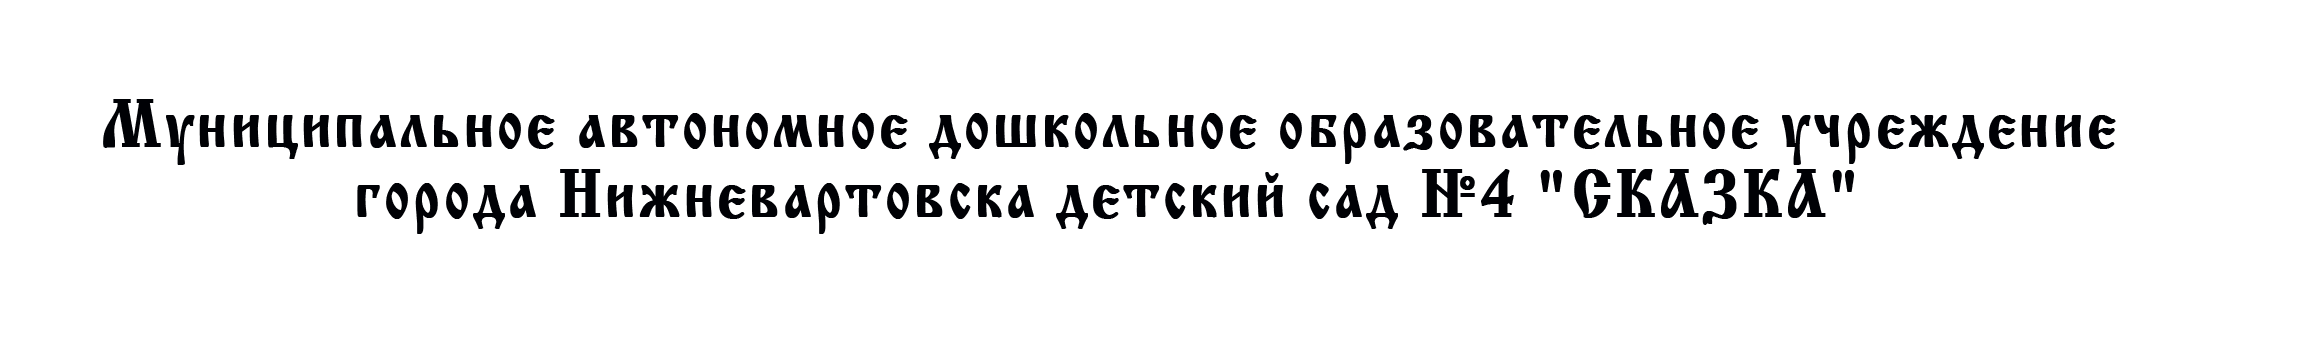 Муниципальное автономное дошкольное образовательное учреждение
города Нижневартовска детский сад №4 "СКАЗКА"